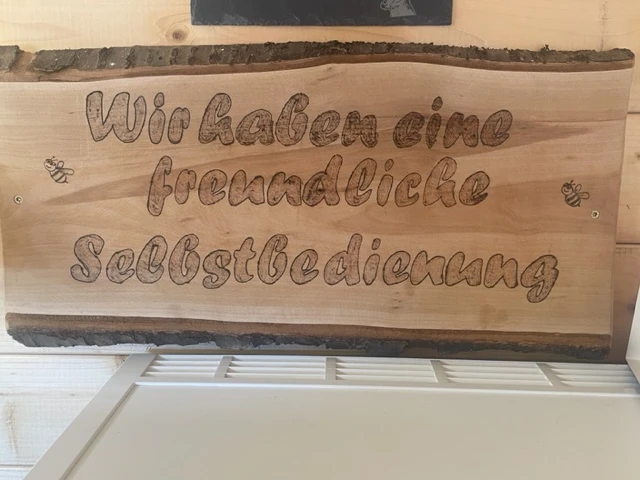 Wir haben eine
freundliche
Selbstbedienung